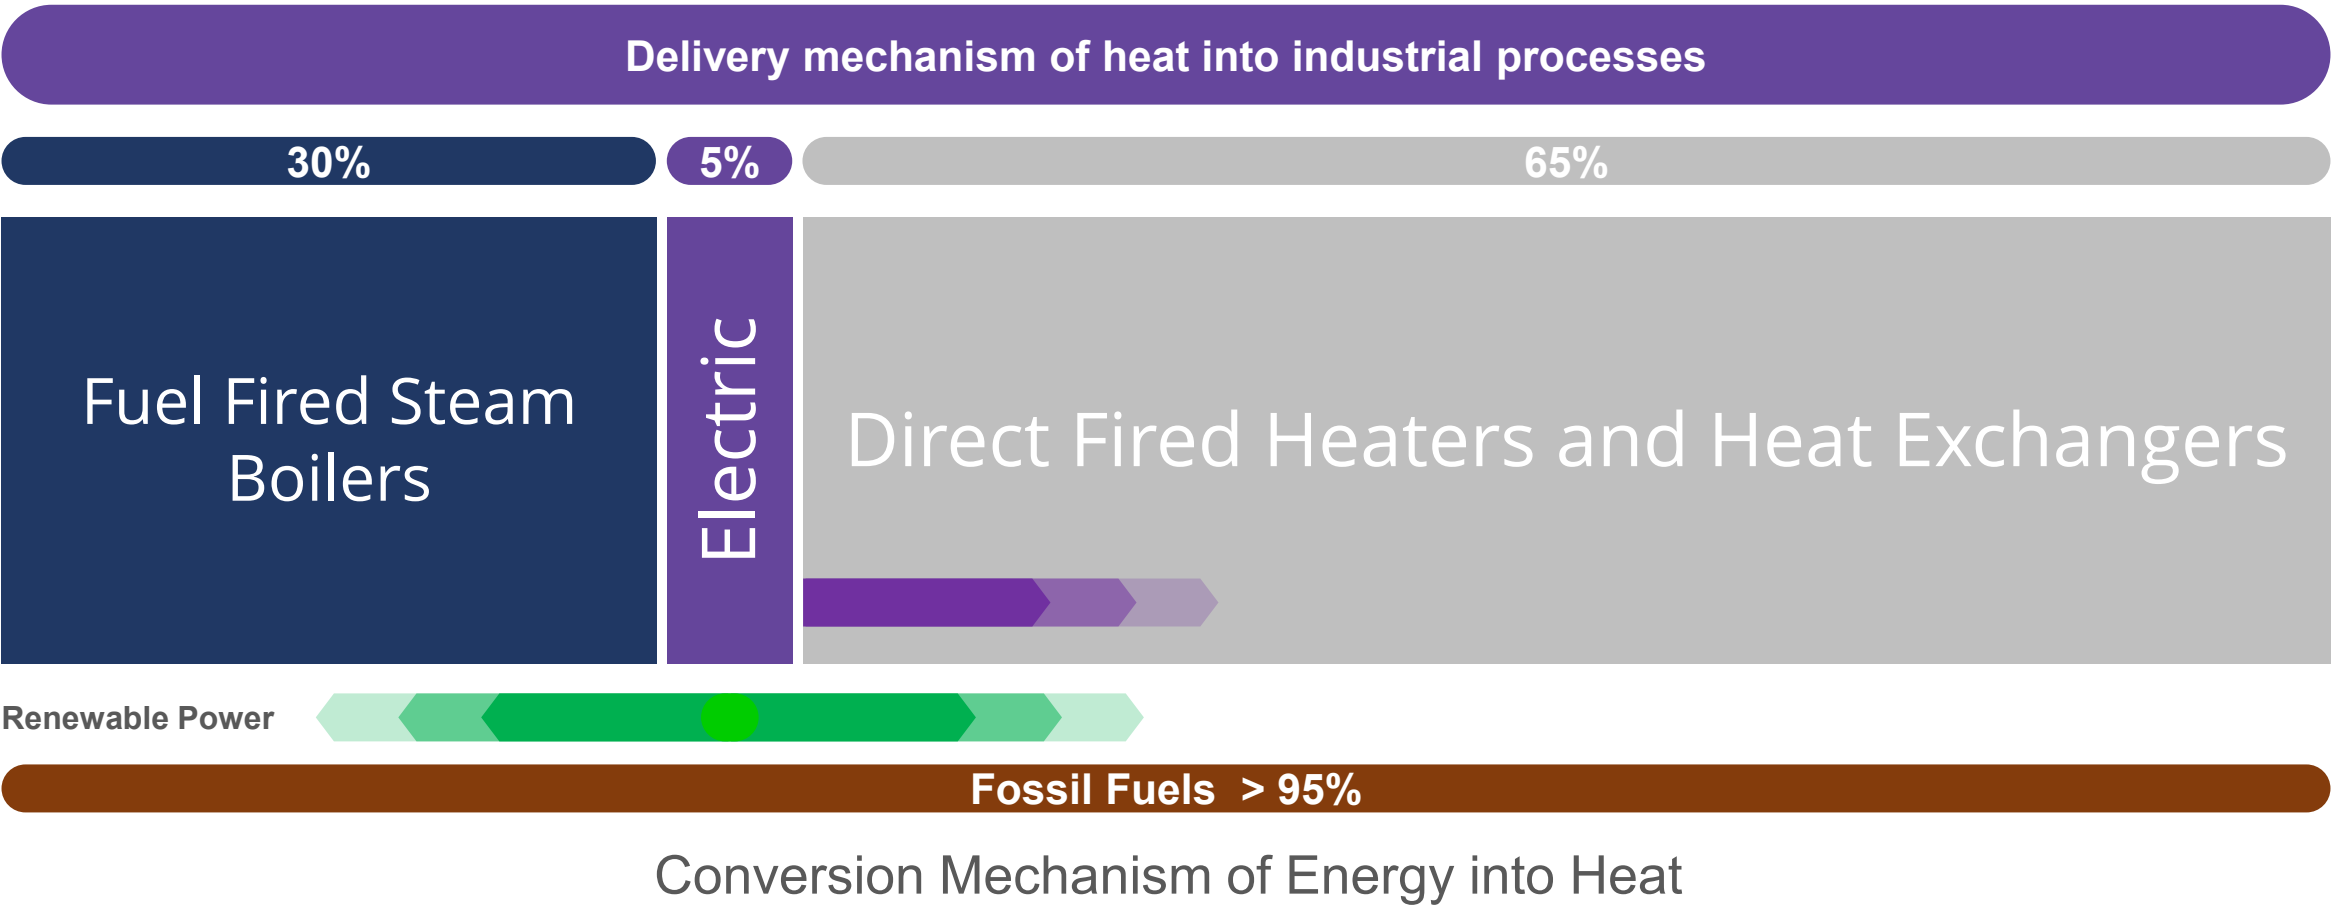 Delivery mechanism of heat into industrial processes
30%
5%
65%
Fuel Fired Steam
Boilers
Electric
Direct Fired Heaters and Heat Exchangers
Renewable Power
Fossil Fuels  > 95%
Conversion Mechanism of Energy into Heat